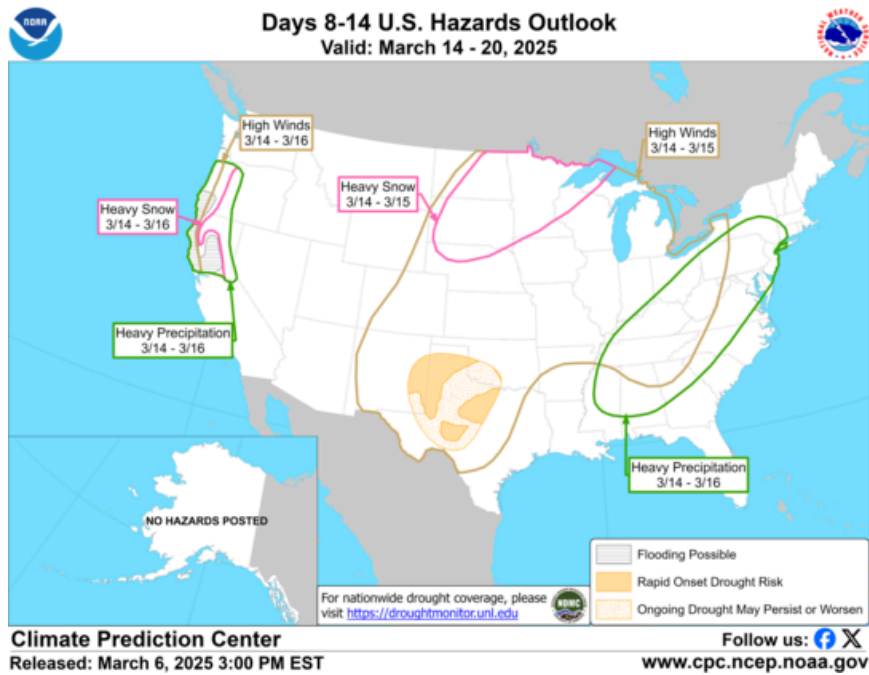 NOAA
Days 8-14 U.S. Hazards Outlook
Valid: March 14 - 20, 2025
NATIONAL WEATHER SERVICE
High Winds
3/14 - 3/16
High Winds
3/14 - 3/15
Heavy Snow
3/14 - 3/15
Heavy Snow
3/14 - 3/16
Heavy Precipitation
3/14 - 3/16
Heavy Precipitation
3/14 - 3/16
NO HAZARDS POSTED
Flooding Possible
Rapid Onset Drought Risk
Ongoing Drought May Persist or Worsen
For nationwide drought coverage, please
visit https://droughtmonitor.unl.edu
NDMC
Climate Prediction Center
Follow us:
Released: March 6, 2025 3:00 PM EST
www.cpc.ncep.noaa.gov